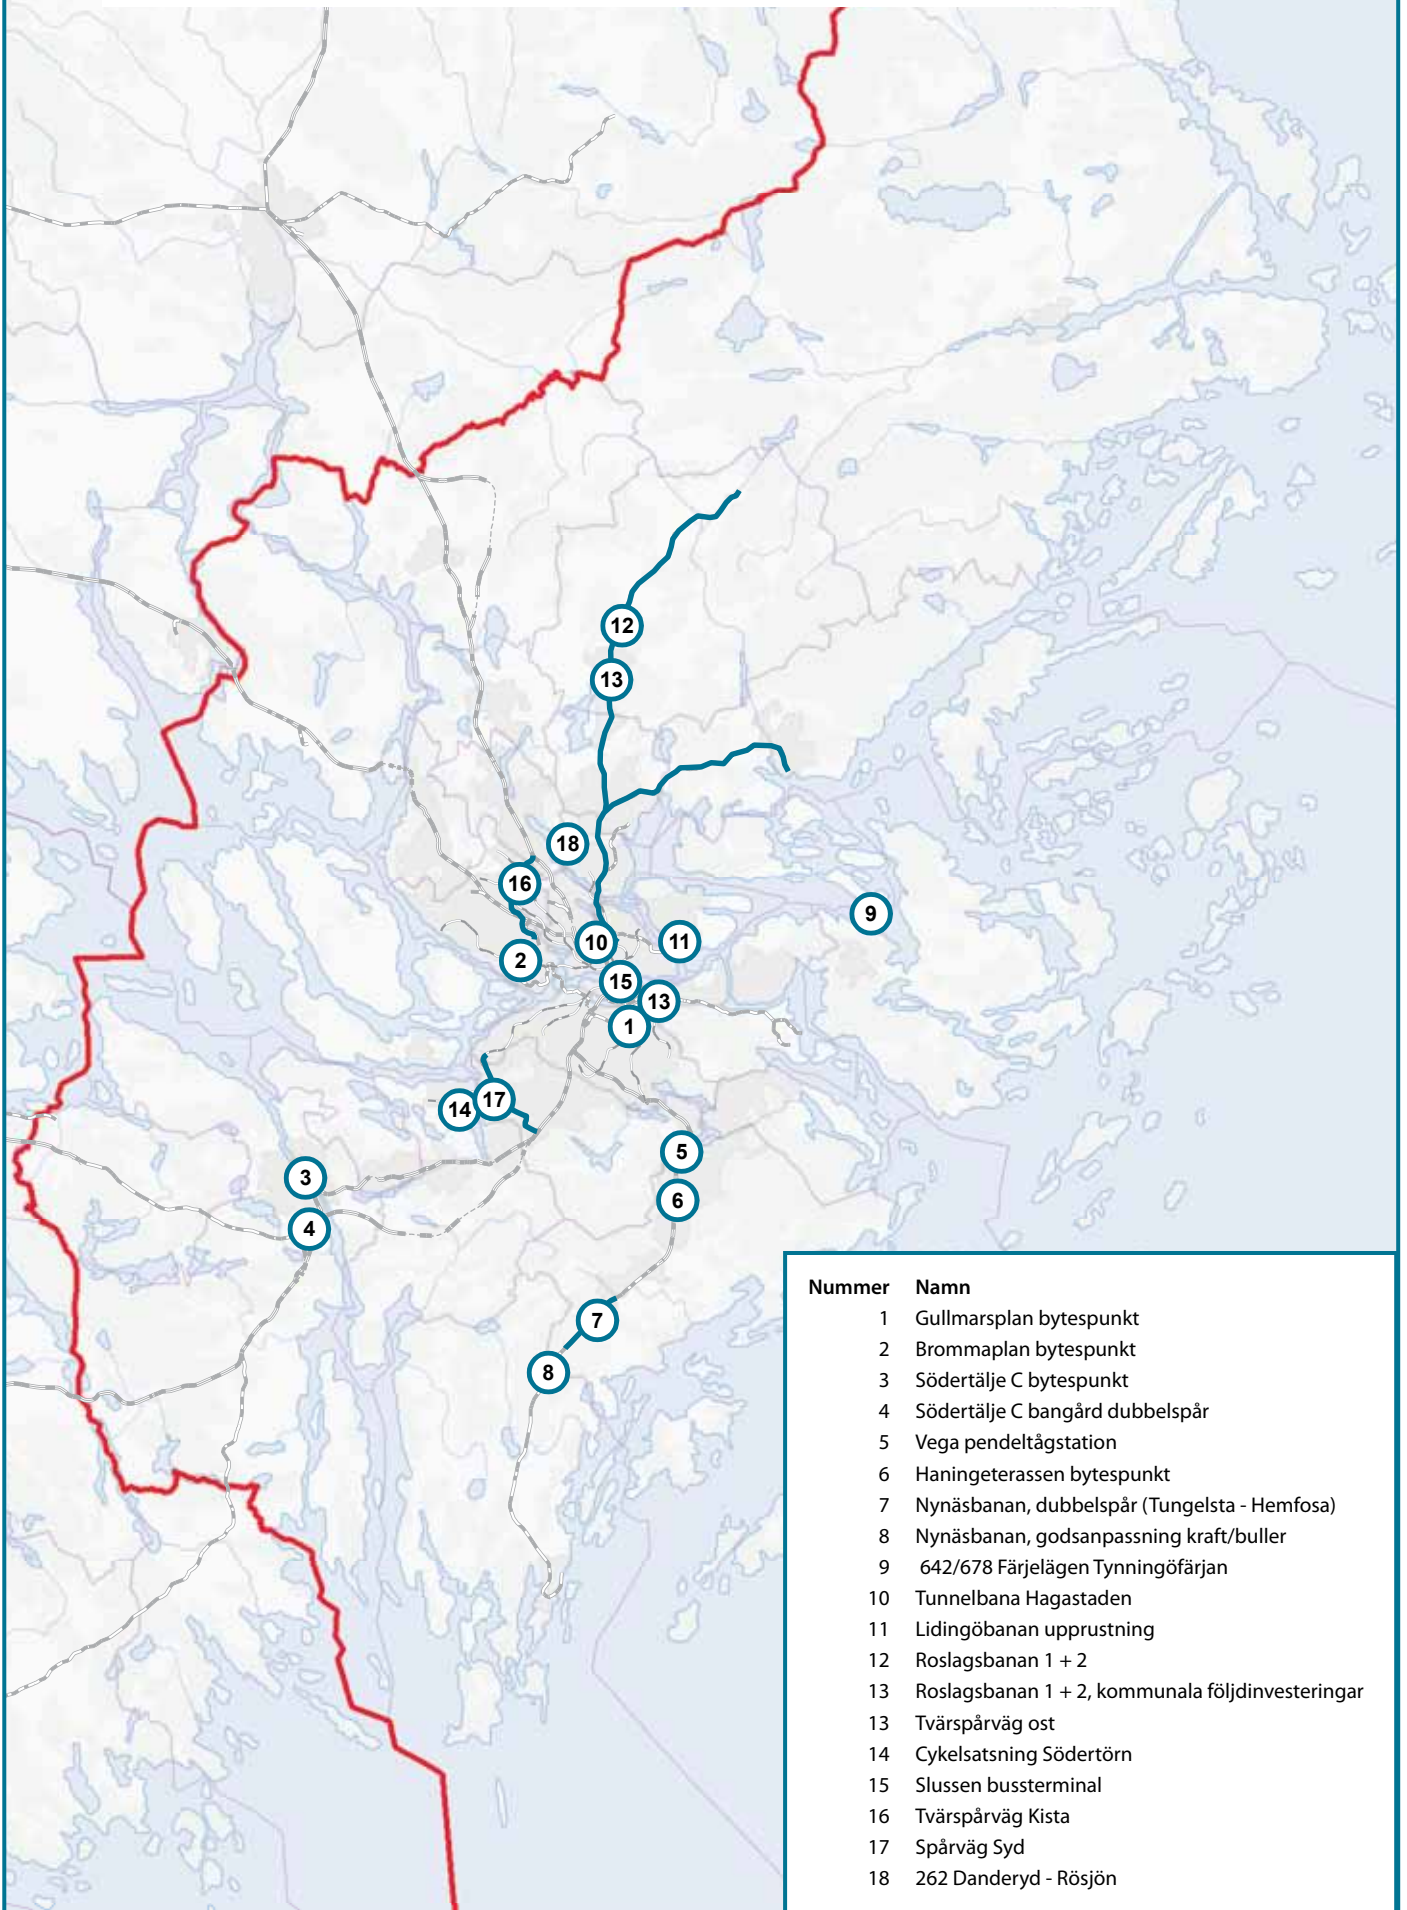 12
13
18
16
9
10
11
2
15
13
1
17
14
5
3
6
4
7
8
Nummer Namn
1 Gullmarsplan bytespunkt
2 Brommaplan bytespunkt
3 Södertälje C bytespunkt
4 Södertälje C bangård dubbelspår
5 Vega pendeltågstation
6 Haningeterassen bytespunkt
7 Nynäsbanan, dubbelspår (Tungelsta - Hemfosa)
8 Nynäsbanan, godsanpassning kraft/buller
9 642/678 Färjelägen Tynningöfärjan
10 Tunnelbana Hagastaden
11 Lidingöbanan upprustning
12 Roslagsbanan 1 + 2
13 Roslagsbanan 1 + 2, kommunala följdinvesteringar
13 Tvärspårväg ost
14 Cykelsatsning Södertörn
15 Slussen bussterminal
16 Tvärspårväg Kista
17 Spårväg Syd
18 262 Danderyd - Rösjön